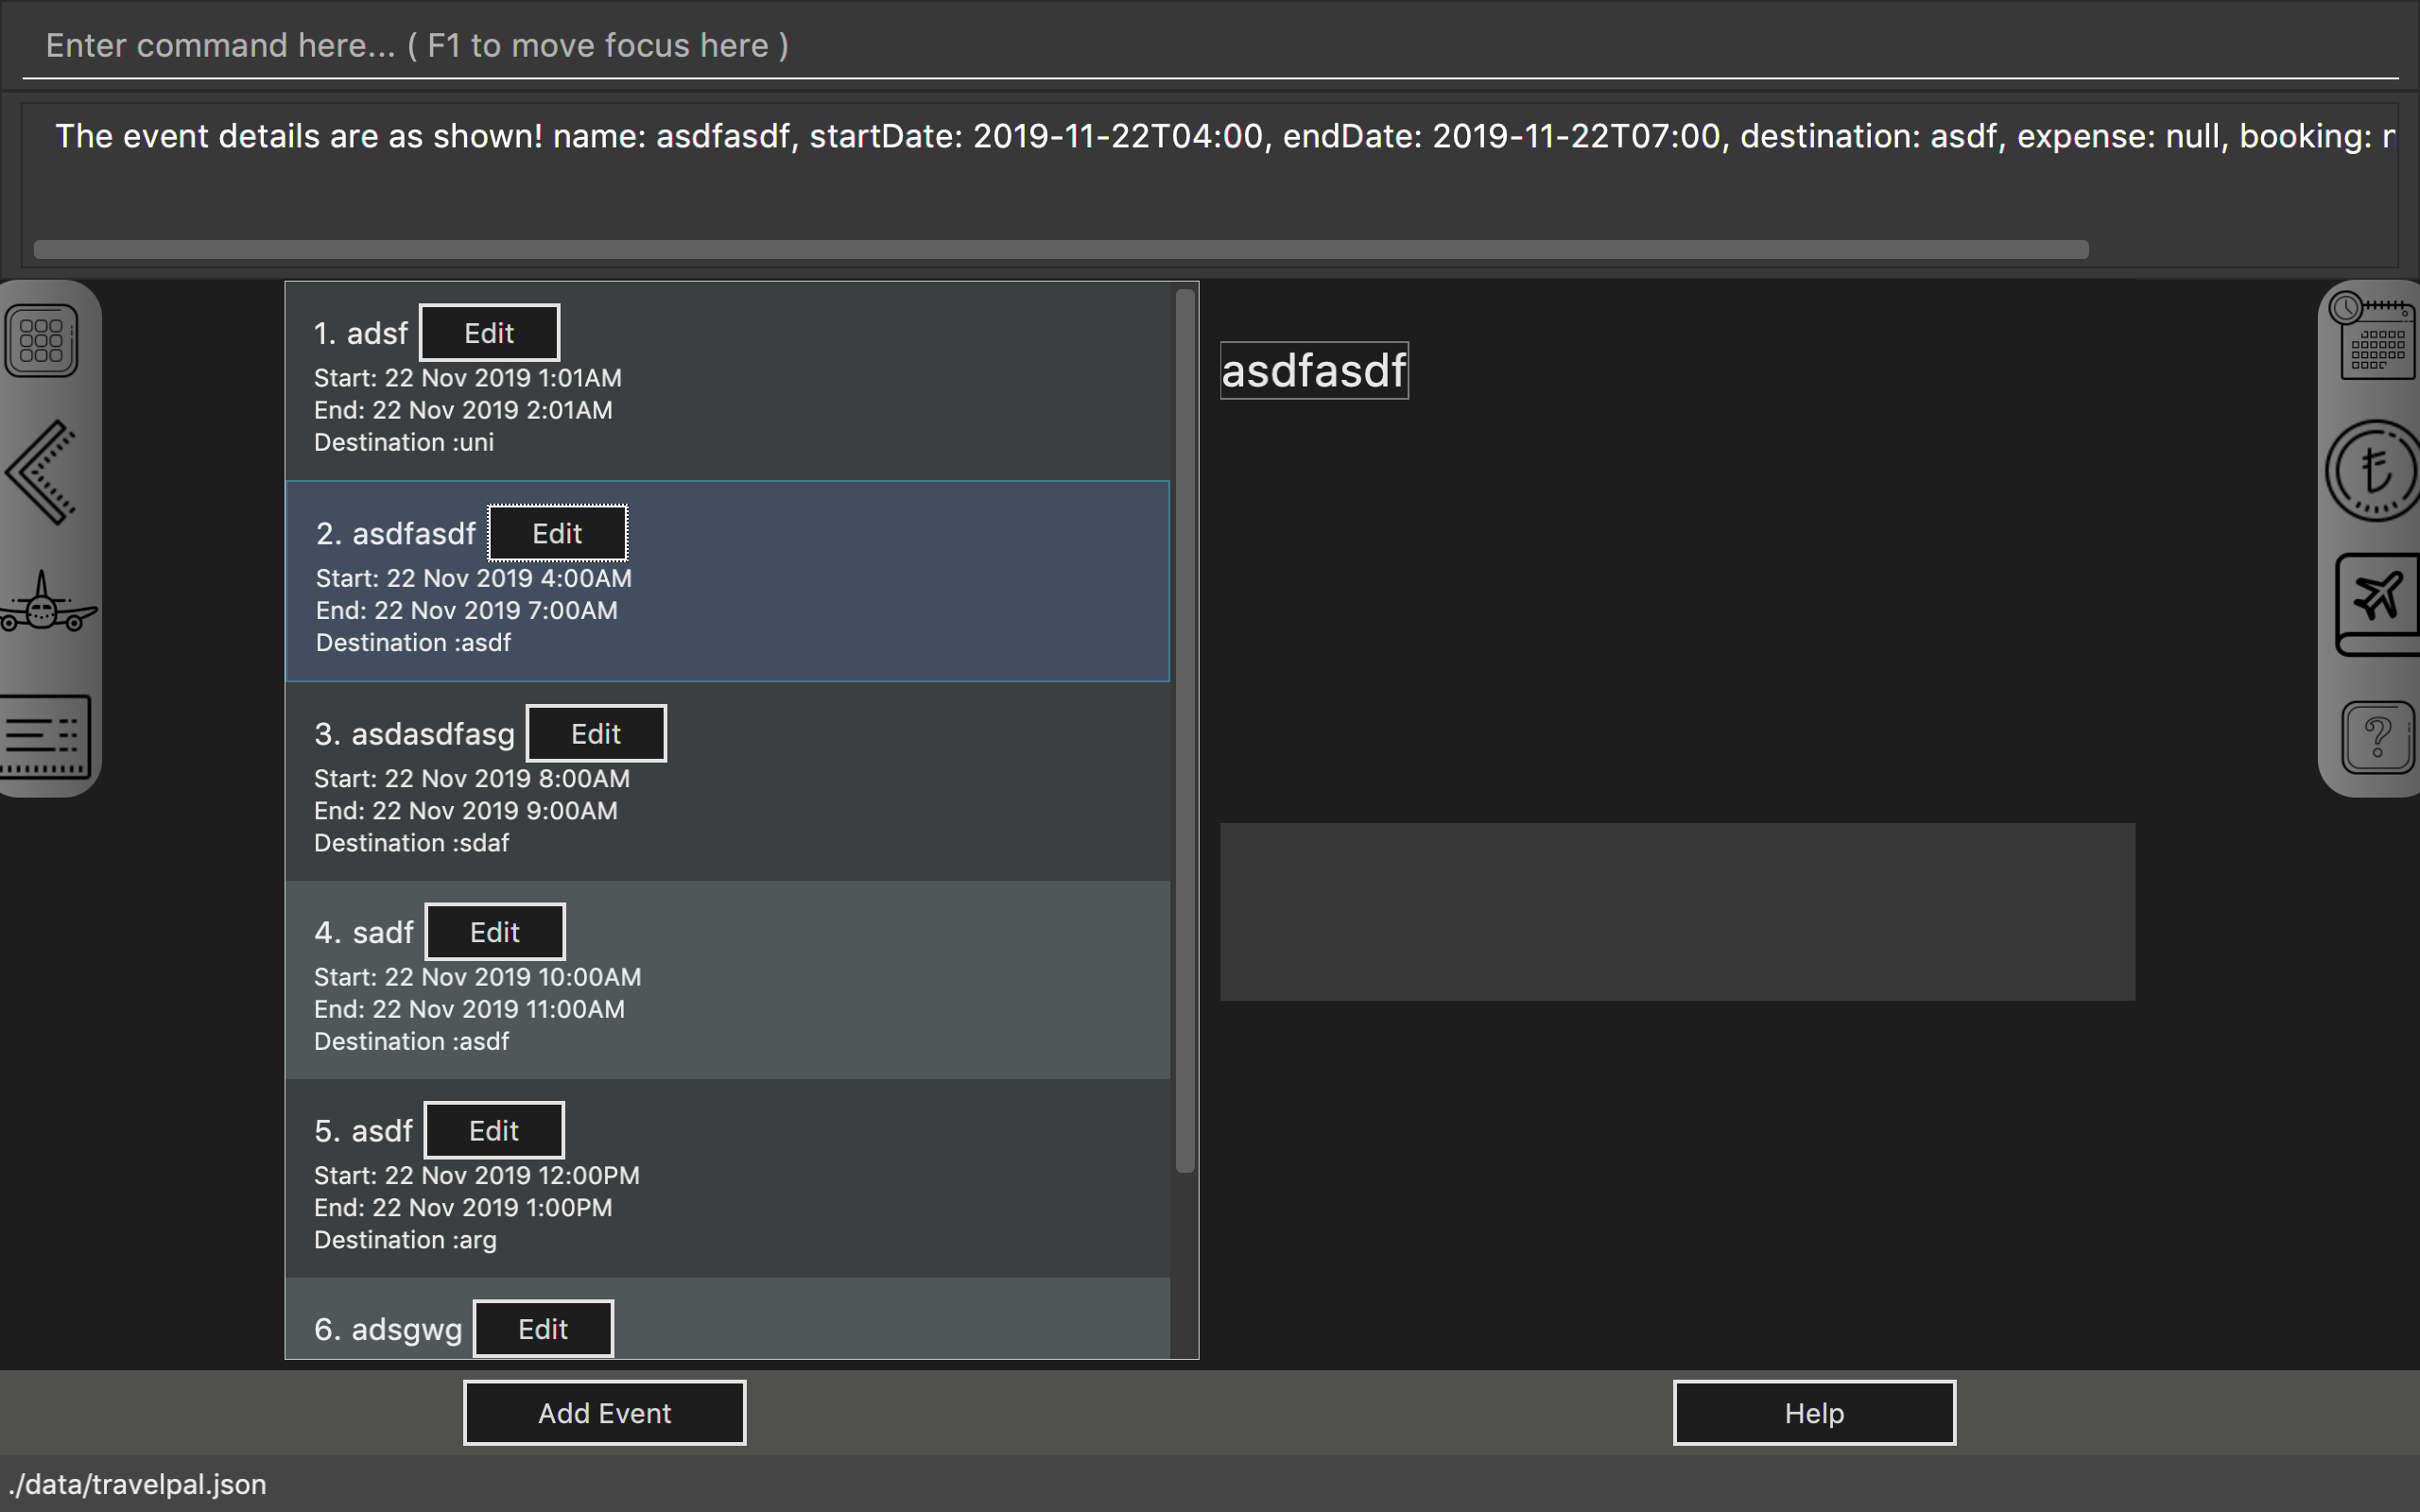 Enter command here... ( F1 to move focus here )
The event details are as shown! name: asdfasdf, startDate: 2019-11-22T04:00, endDate: 2019-11-22T07:00, destination: asdf, expense: null, booking:
1. adsf Edit
Start: 22 Nov 2019 1:01AM
End: 22 Nov 2019 2:01AM
Destination :uni
2. asdfasdf Edit
Start: 22 Nov 2019 4:00AM
End: 22 Nov 2019 7:00AM
Destination :asdf
3. asdasdfasg Edit
Start: 22 Nov 2019 8:00AM
End: 22 Nov 2019 9:00AM
Destination :sdaf
4. sadf Edit
Start: 22 Nov 2019 10:00AM
End: 22 Nov 2019 11:00AM
Destination :asdf
5. asdf Edit
Start: 22 Nov 2019 12:00PM
End: 22 Nov 2019 1:00PM
Destination :arg
6. adsgwg Edit
asdfasdf
Add Event
Help
./data/travelpal.json